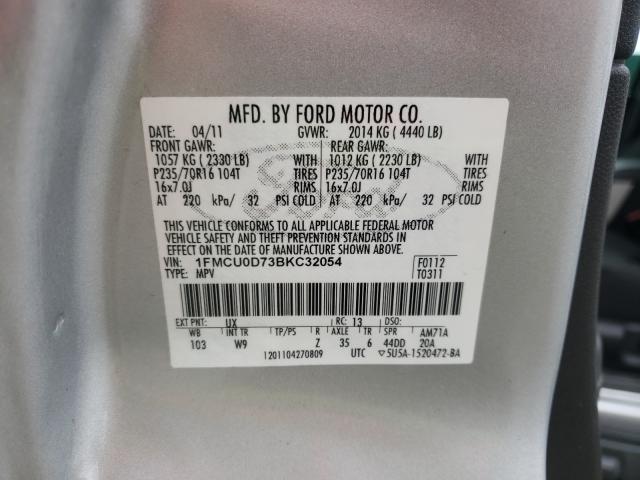 MFD. BY FORD MOTOR CO.
DATE: 04/11 GVWR: 2014 KG ( 4440 LB)
FRONT GAWR: REAR GAWR:
1057 KG ( 2330 LB) WITH 1012 KG ( 2230 LB) WITH
P235/70R16 104T TIRES P235/70R16 104T TIRES
16x7.0J RIMS 16x7.0J RIMS
AT 220 kPa/ 32 PSI COLD AT 220 kPa/ 32 PSI COLD
THIS VEHICLE CONFORMS TO ALL APPLICABLE FEDERAL MOTOR
VEHICLE SAFETY AND THEFT PREVENTION STANDARDS IN
EFFECT ON THE DATE OF MANUFACTURE SHOWN ABOVE.
VIN: 1FMCU0D73BKC32054 F0112
TYPE: MPV T0311
EXT PNT: UX RC: 13 DSO:
WB INT TR TP/PS R AXLE TR SPR AM71A
103 W9 Z 35 6 44DD 20A
1201104270809 UTC ▽5U5A-1520472-BA
Ford